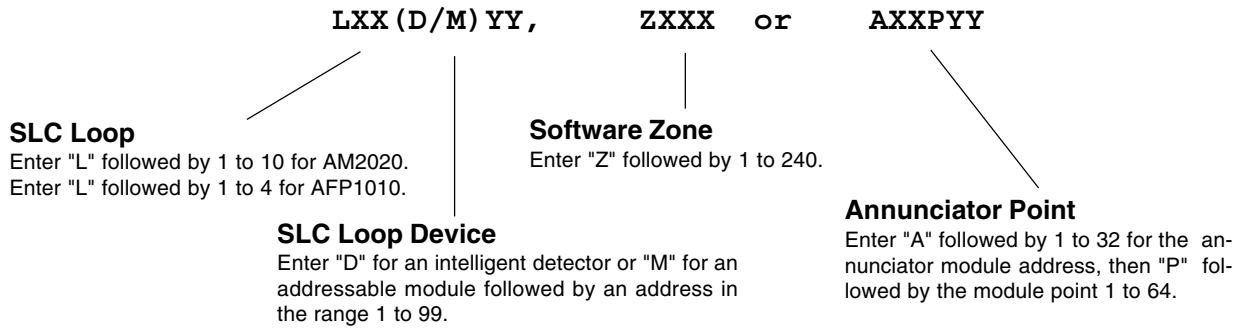 LXX(D/M)YY, ZXXX or AXXPYY
SLC Loop
Enter "L" followed by 1 to 10 for AM2020.
Enter "L" followed by 1 to 4 for AFP1010.
SLC Loop Device
Enter "D" for an intelligent detector or "M" for an
addressable module followed by an address in
the range 1 to 99.
Software Zone
Enter "Z" followed by 1 to 240.
Annunciator Point
Enter "A" followed by 1 to 32 for the an-
nunciator module address, then "P" fol-
lowed by the module point 1 to 64.